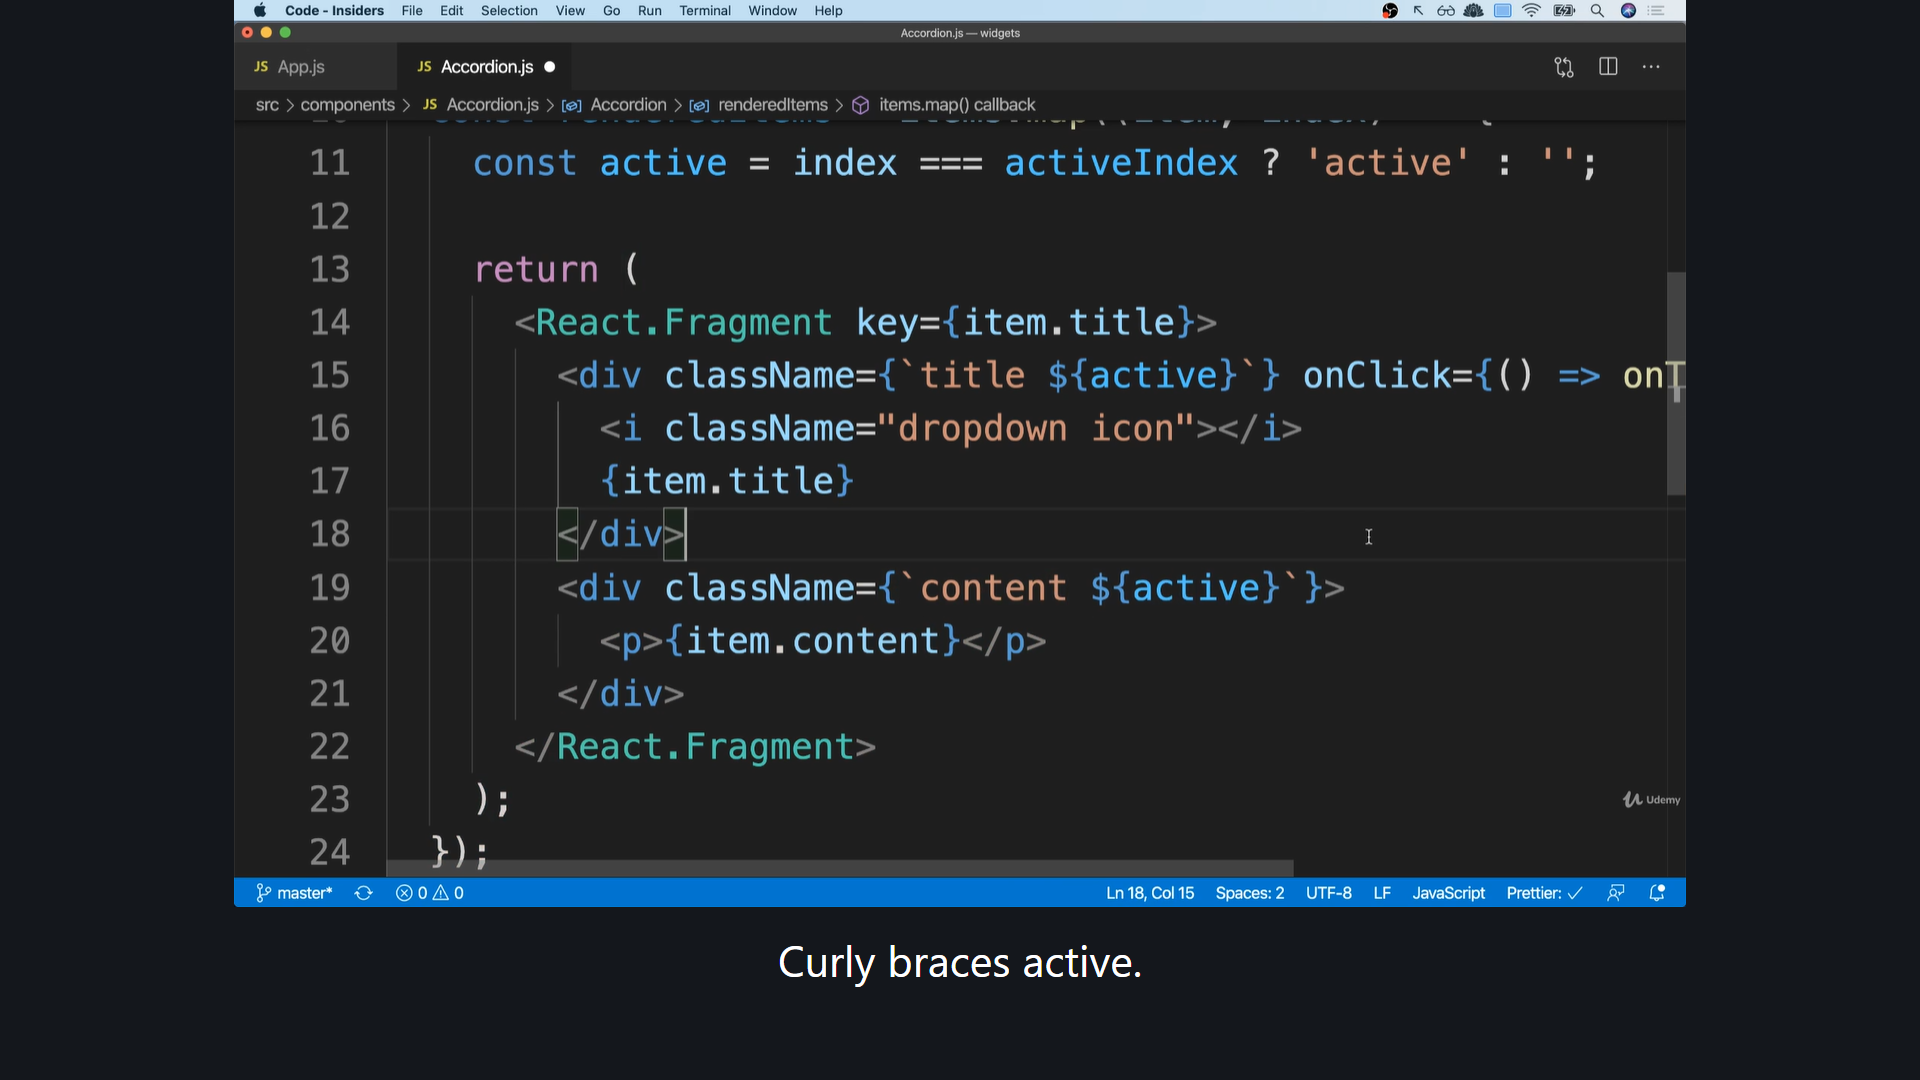 Code - Insiders File Edit Selection View Go Run Terminal Window Help
Accordion.js — widgets
JS App.js JS Accordion.js
src > components > JS Accordion.js > Accordion > renderedItems > items.map() callback
11 const active = index === activeIndex ? 'active' : '';
12
13 return (
14 <React.Fragment key={item.title}>
15 <div className={`title ${active}`} onClick={() => onT
16 <i className="dropdown icon"></i>
17 {item.title}
18 </div>
19 <div className={`content ${active}`}>
20 <p>{item.content}</p>
21 </div>
22 </React.Fragment>
23 );
24 });
Udemy
master* 0 0 Ln 18, Col 15 Spaces: 2 UTF-8 LF JavaScript Prettier: ✓
Curly braces active.